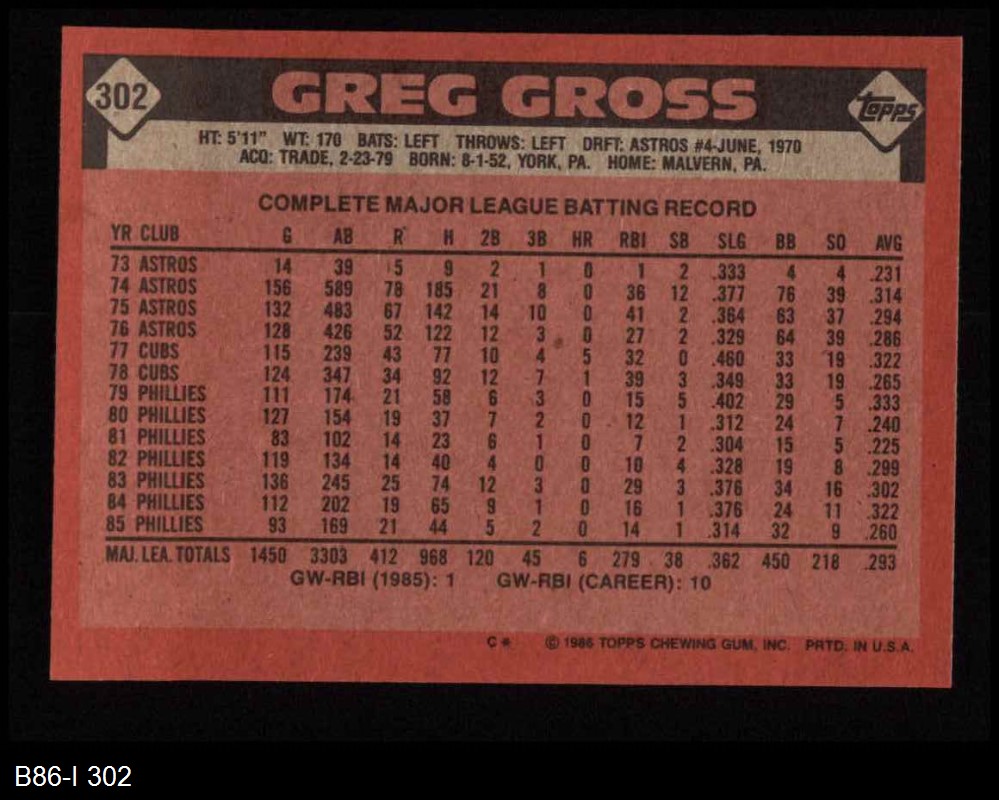 302 GREG GROSS Topps
HT: 5'11" WT: 170 BATS: LEFT THROWS: LEFT DRFT: ASTROS #4-JUNE, 1970
ACQ: TRADE, 2-23-79 BORN: 8-1-52, YORK, PA. HOME: MALVERN, PA.
COMPLETE MAJOR LEAGUE BATTING RECORD
YR CLUB G AB R H 2B 3B HR RBI SB SLG BB SO AVG
73 ASTROS 14 39 5 9 2 1 0 1 2 .333 4 4 .231
74 ASTROS 156 589 78 185 21 8 0 36 12 .377 76 39 .314
75 ASTROS 132 483 67 142 14 10 0 41 2 .364 63 37 .294
76 ASTROS 128 426 52 122 12 3 0 27 2 .329 64 39 .286
77 CUBS 115 239 43 77 10 4 5 32 0 .460 33 19 .322
78 CUBS 124 347 34 92 12 7 1 39 3 .349 33 19 .265
79 PHILLIES 111 174 21 58 6 3 0 15 5 .402 29 5 .333
80 PHILLIES 127 154 19 37 7 2 0 12 1 .312 24 7 .240
81 PHILLIES 83 102 14 23 6 1 0 7 2 .304 15 5 .225
82 PHILLIES 119 134 14 40 4 0 0 10 4 .328 19 8 .299
83 PHILLIES 136 245 25 74 12 3 0 29 3 .376 34 16 .302
84 PHILLIES 112 202 19 65 9 1 0 16 1 .376 24 11 .322
85 PHILLIES 93 169 21 44 5 2 0 14 1 .314 32 9 .260
MAJ. LEA. TOTALS 1450 3303 412 968 120 45 6 279 38 .362 450 218 .293
GW-RBI (1985): 1 GW-RBI (CAREER): 10
C* © 1986 TOPPS CHEWING GUM, INC. PRTD. IN U.S.A.
B86-I 302